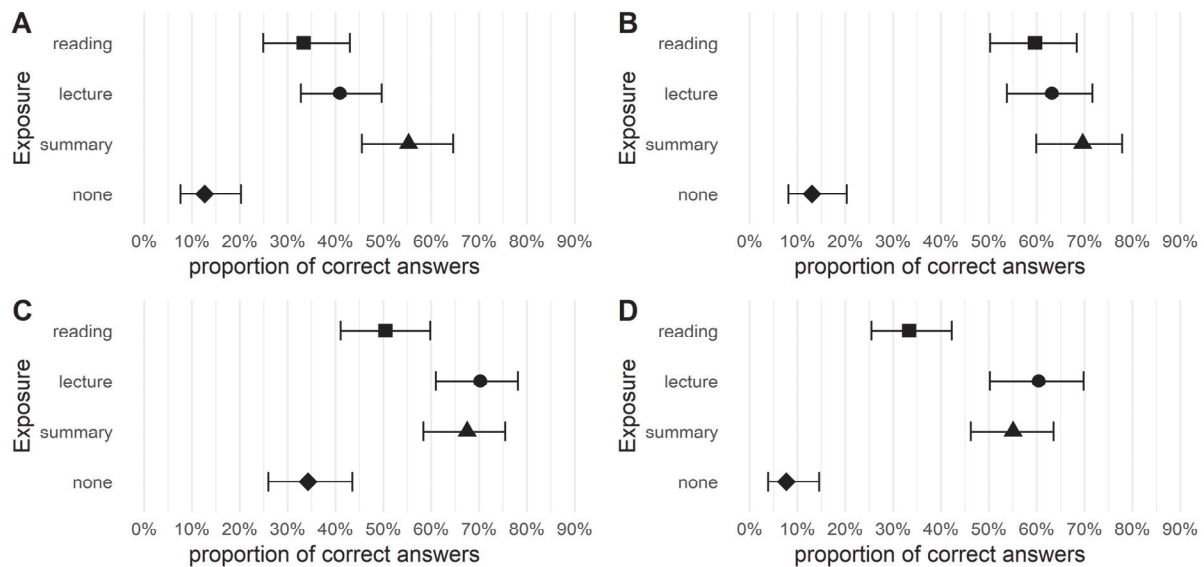 A
Exposure
reading
lecture
summary
none
0% 10% 20% 30% 40% 50% 60% 70% 80% 90%
proportion of correct answers
B
Exposure
reading
lecture
summary
none
0% 10% 20% 30% 40% 50% 60% 70% 80% 90%
proportion of correct answers
C
Exposure
reading
lecture
summary
none
0% 10% 20% 30% 40% 50% 60% 70% 80% 90%
proportion of correct answers
D
Exposure
reading
lecture
summary
none
0% 10% 20% 30% 40% 50% 60% 70% 80% 90%
proportion of correct answers